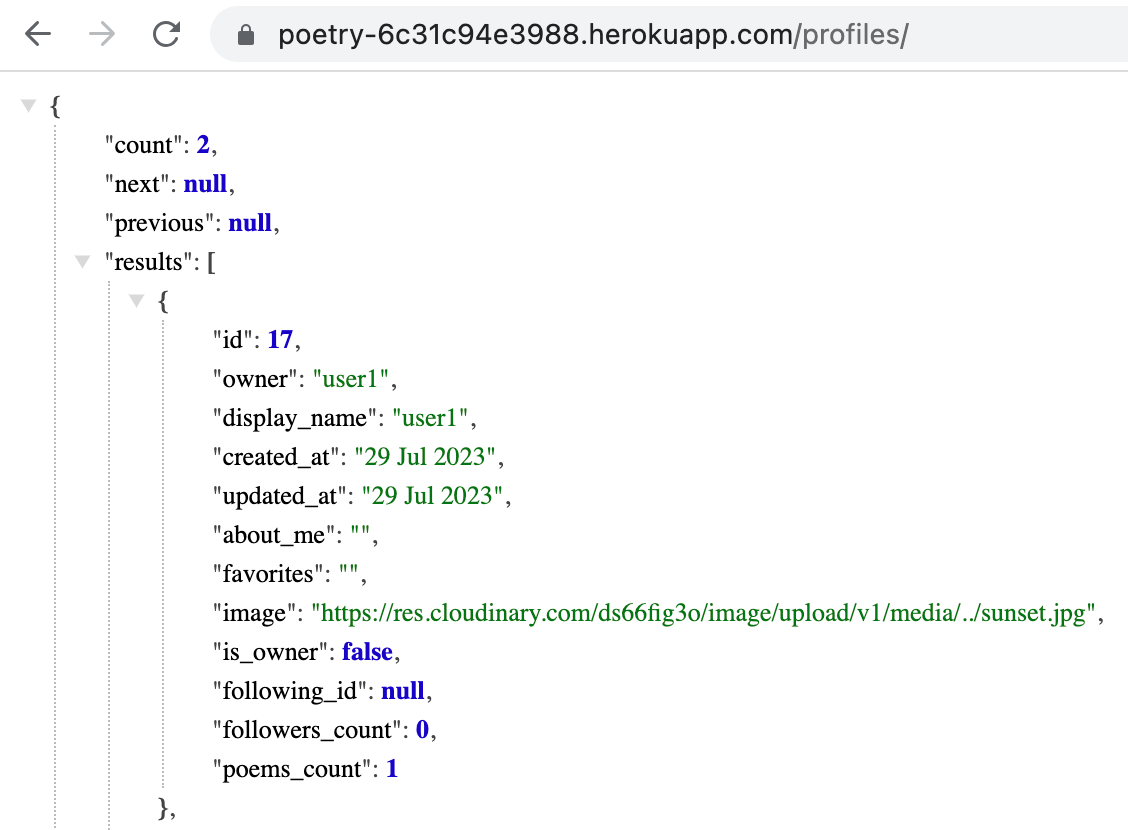 poetry-6c31c94e3988.herokuapp.com/profiles/
{
"count": 2,
"next": null,
"previous": null,
"results": [
{
"id": 17,
"owner": "user1",
"display_name": "user1",
"created_at": "29 Jul 2023",
"updated_at": "29 Jul 2023",
"about_me": "",
"favorites": "",
"image": "https://res.cloudinary.com/ds66fig3o/image/upload/v1/media/../sunset.jpg",
"is_owner": false,
"following_id": null,
"followers_count": 0,
"poems_count": 1
},